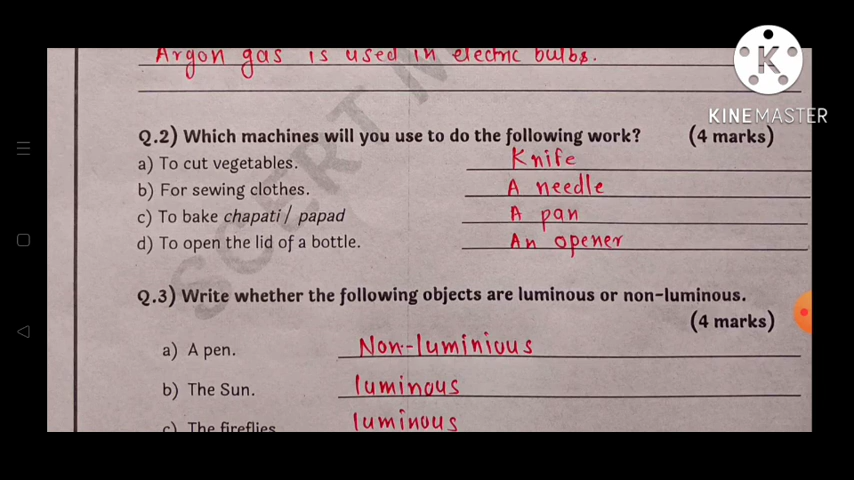 Argon gas is used in electric bulbs.
K
KINEMASTER
Q.2) Which machines will you use to do the following work? (4 marks)
a) To cut vegetables. Knife
b) For sewing clothes. A needle
c) To bake chapati / papad A pan
d) To open the lid of a bottle. An opener
Q.3) Write whether the following objects are luminous or non-luminous.
(4 marks)
a) A pen. Non-luminious
b) The Sun. luminous
c) The fireflies luminous
SCERT M